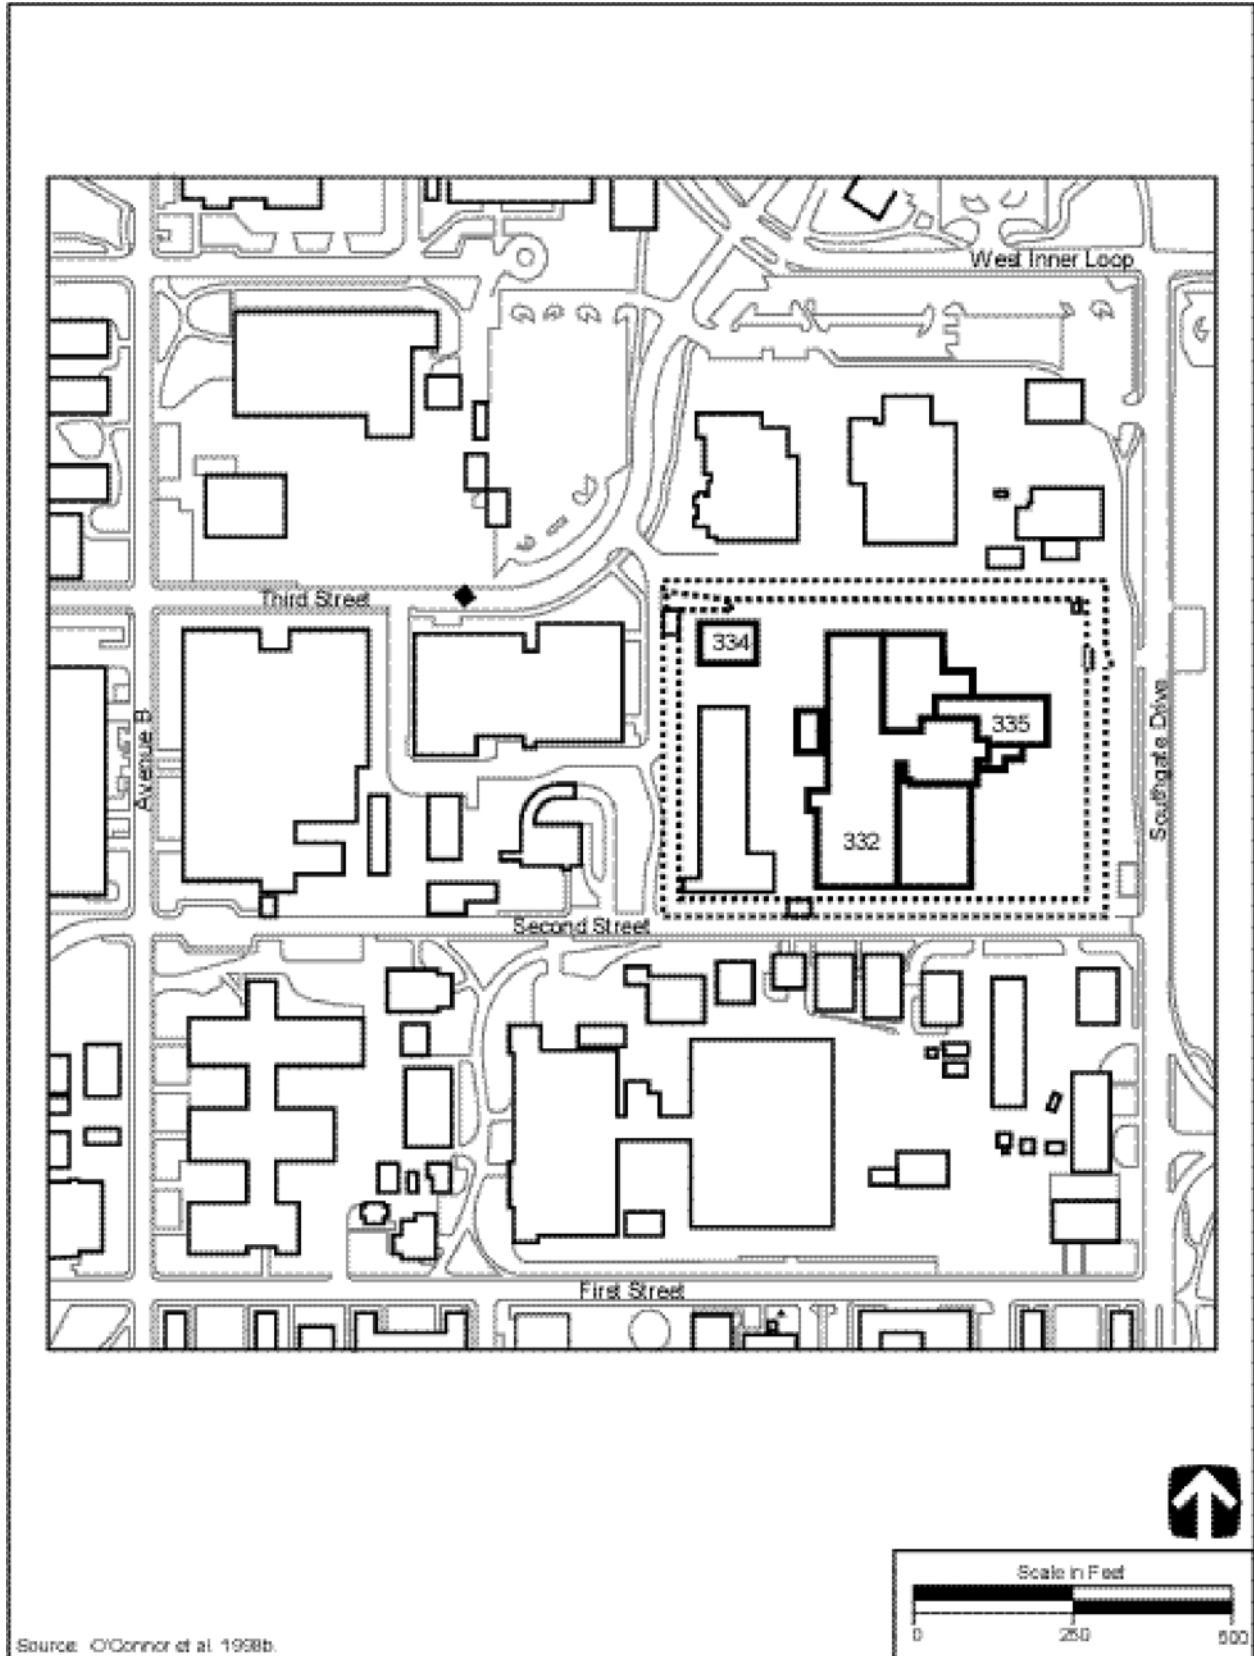 West Inner Loop
Third Street
334
335
Avenue B
Southgate Drive
332
Second Street
First Street
Scale in Feet
0 250 500
Source: O'Connor et al. 1998b.